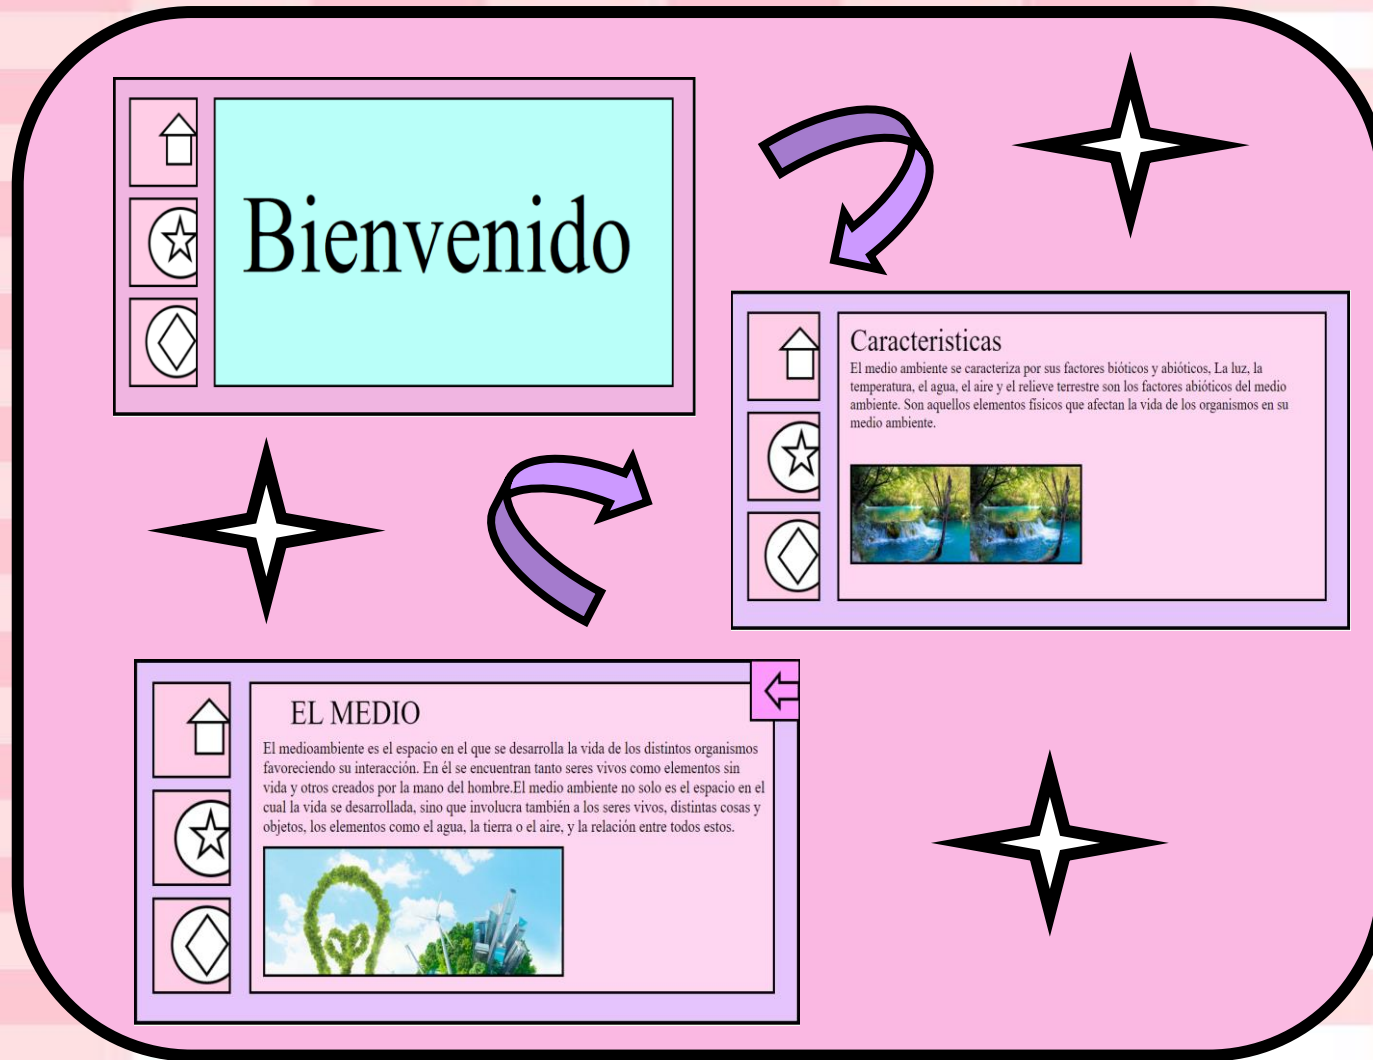 Bienvenido
Caracteristicas
El medio ambiente se caracteriza por sus factores bióticos y abióticos, La luz, la
temperatura, el agua, el aire y el relieve terrestre son los factores abióticos del medio
ambiente. Son aquellos elementos físicos que afectan la vida de los organismos en su
medio ambiente.
EL MEDIO
El medioambiente es el espacio en el que se desarrolla la vida de los distintos organismos
favoreciendo su interacción. En él se encuentran tanto seres vivos como elementos sin
vida y otros creados por la mano del hombre.El medio ambiente no solo es el espacio en el
cual la vida se desarrollada, sino que involucra también a los seres vivos, distintas cosas y
objetos, los elementos como el agua, la tierra o el aire, y la relación entre todos estos.